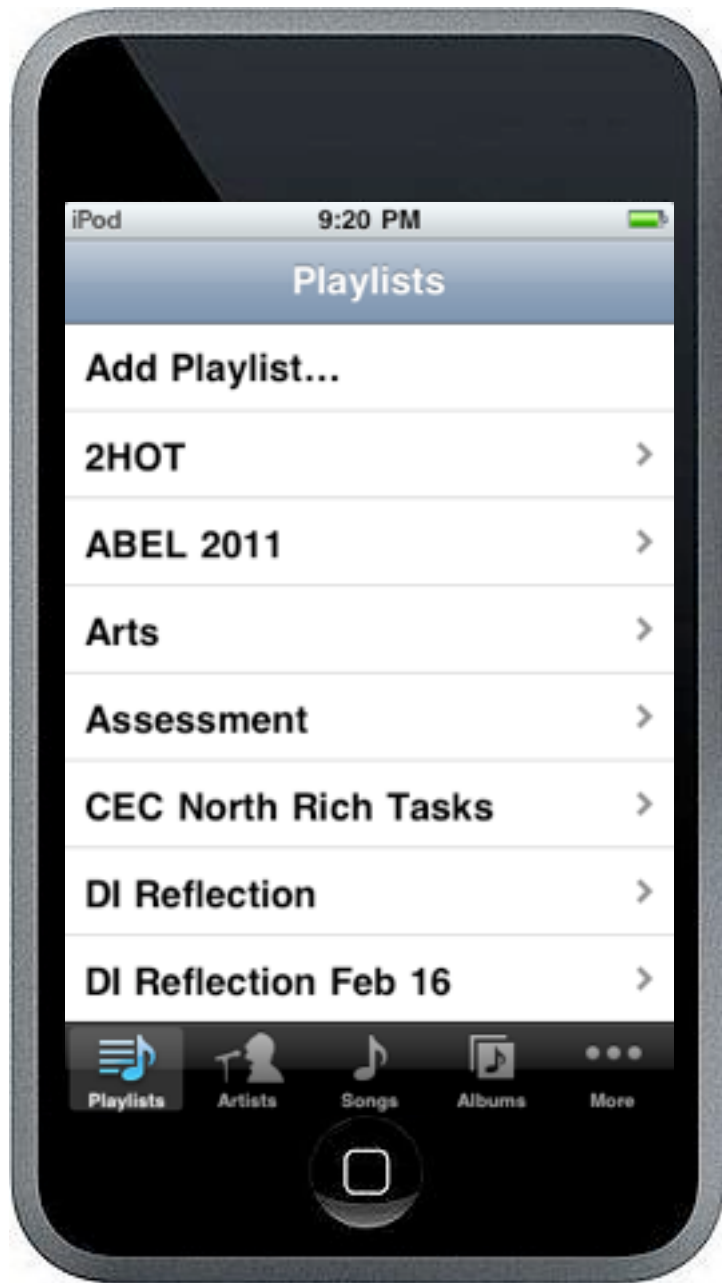 iPod 9:20 PM
Playlists
Add Playlist...
2HOT
ABEL 2011
Arts
Assessment
CEC North Rich Tasks
DI Reflection
DI Reflection Feb 16
Playlists Artists Songs Albums More